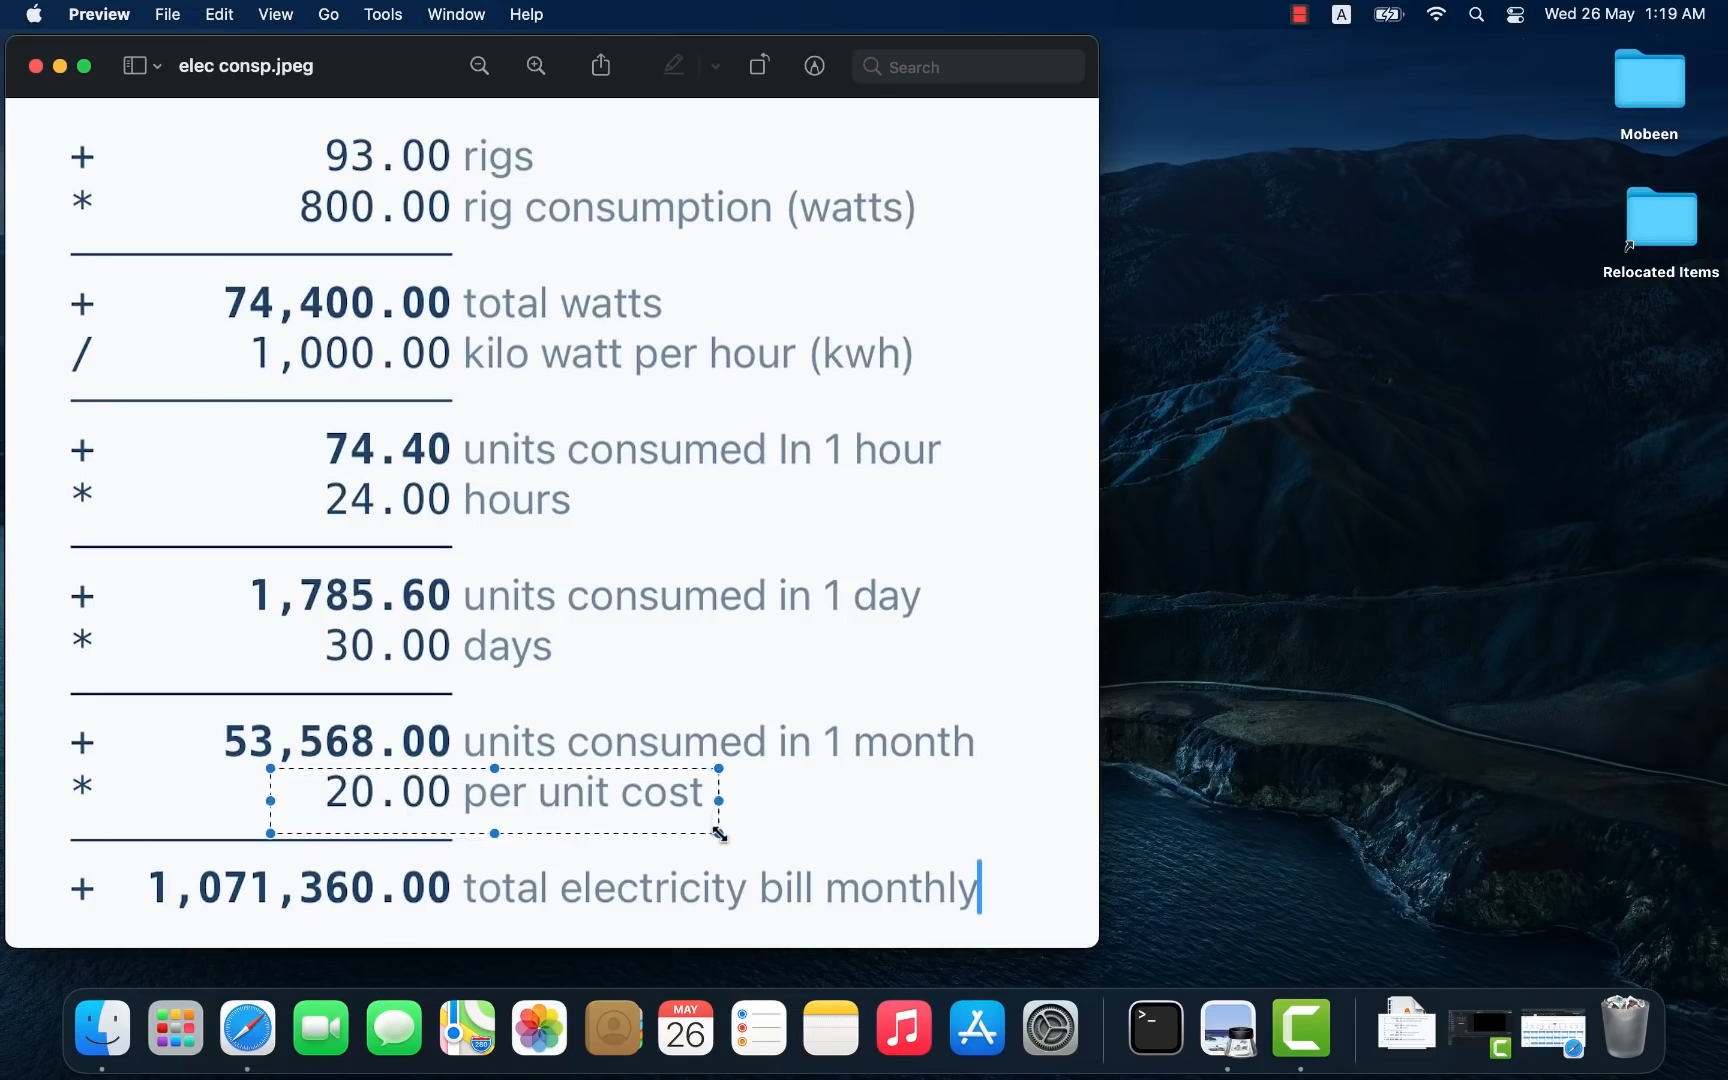 Preview File Edit View Go Tools Window Help A Wed 26 May 1:19 AM
elec consp.jpeg Search
Mobeen
Relocated Items
+ 93.00 rigs
* 800.00 rig consumption (watts)
+ 74,400.00 total watts
/ 1,000.00 kilo watt per hour (kwh)
+ 74.40 units consumed In 1 hour
* 24.00 hours
+ 1,785.60 units consumed in 1 day
* 30.00 days
+ 53,568.00 units consumed in 1 month
* 20.00 per unit cost
+ 1,071,360.00 total electricity bill monthly
280
MAY
26
>_